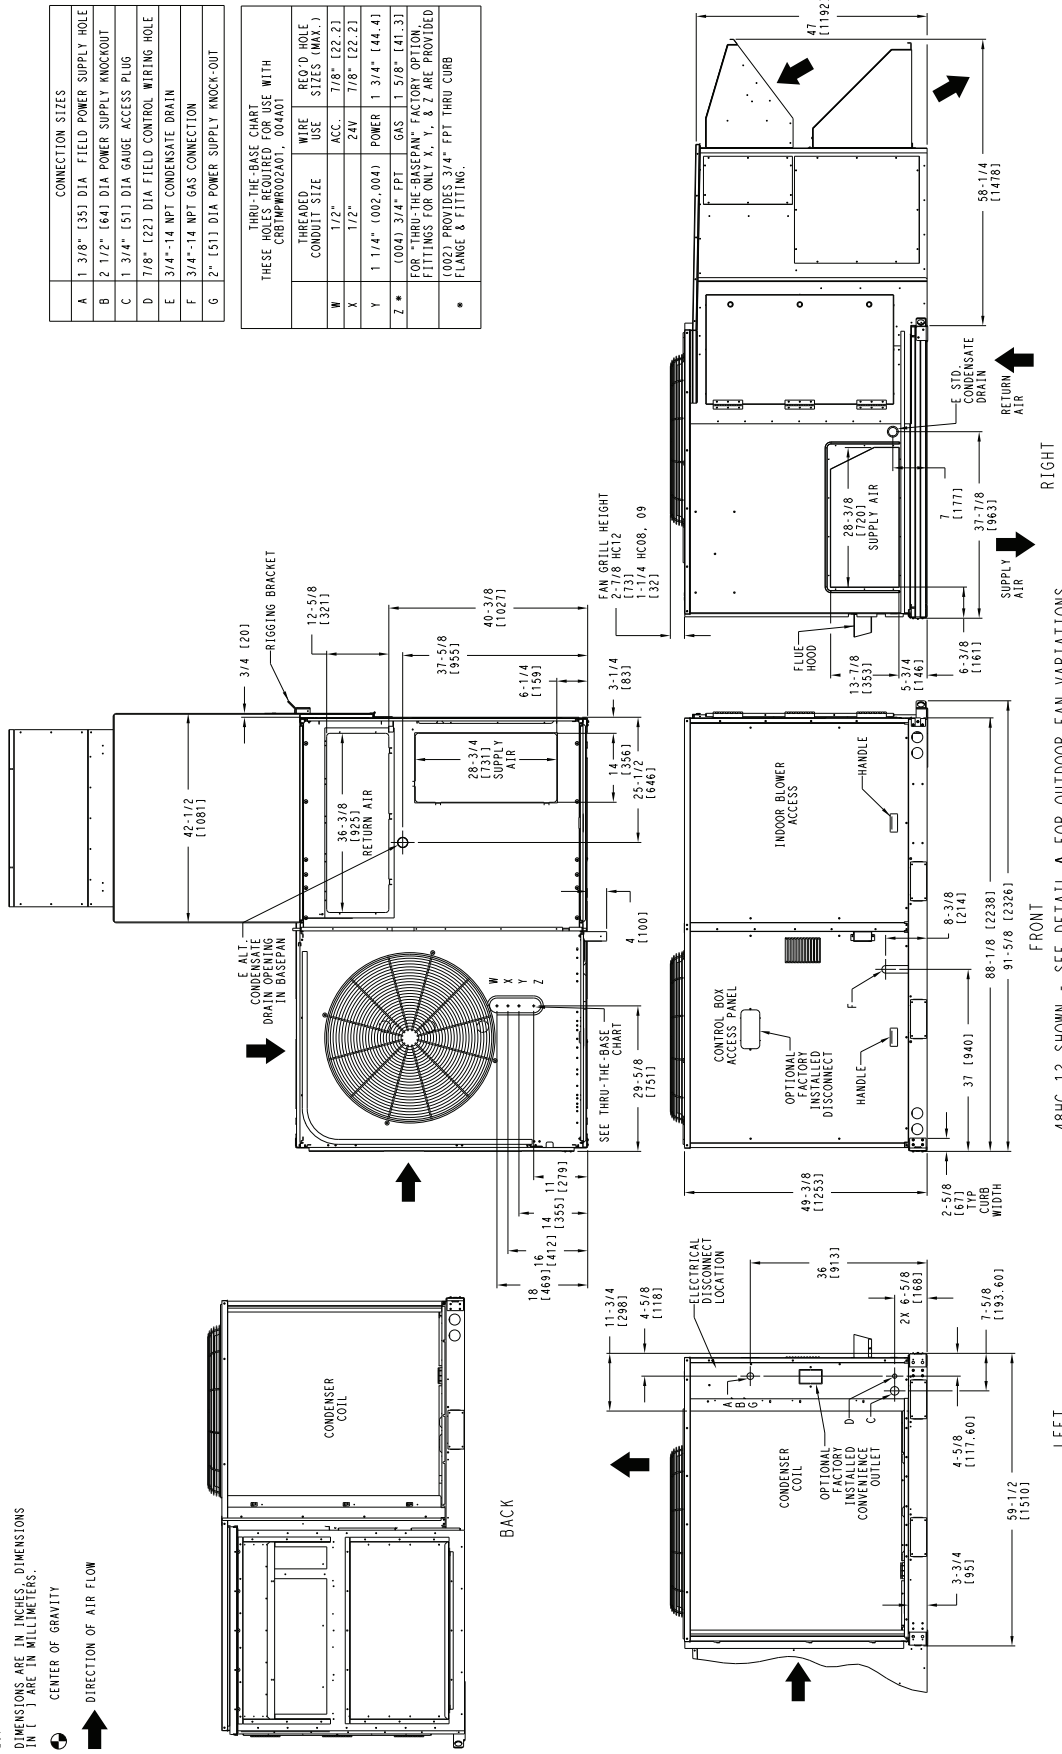 DIMENSIONS ARE IN INCHES, DIMENSIONS
IN [ ] ARE IN MILLIMETERS.
CENTER OF GRAVITY
DIRECTION OF AIR FLOW
CONNECTION SIZES
A 1 3/8" [35] DIA FIELD POWER SUPPLY HOLE
B 2 1/2" [64] DIA POWER SUPPLY KNOCKOUT
C 1 3/4" [51] DIA GAUGE ACCESS PLUG
D 7/8" [22] DIA FIELD CONTROL WIRING HOLE
E 3/4"-14 NPT CONDENSATE DRAIN
F 3/4"-14 NPT GAS CONNECTION
G 2" [51] DIA POWER SUPPLY KNOCK-OUT
THRU-THE-BASE CHART
THESE HOLES REQUIRED FOR USE WITH
CRBTMPWR002A01, 004A01
THREADED CONDUIT SIZE WIRE USE REQ'D HOLE SIZES (MAX.)
W 1/2" ACC. 7/8" [22.2]
X 1/2" 24V 7/8" [22.2]
Y 1 1/4" (002,004) POWER 1 3/4" [44.4]
Z * (004) 3/4" FPT GAS 1 5/8" [41.3]
FOR "THRU-THE-BASEPAN" FACTORY OPTION,
FITTINGS FOR ONLY X, Y, & Z ARE PROVIDED
* (002) PROVIDES 3/4" FPT THRU CURB
FLANGE & FITTING.
CONDENSER
COIL
BACK
42-1/2
[1081]
3/4 [20]
RIGGING BRACKET
12-5/8
[321]
36-3/8
[925]
RETURN AIR
37-5/8
[955]
40-3/8
[1027]
E ALT.
CONDENSATE
DRAIN OPENING
IN BASEPAN
28-3/4
[731]
SUPPLY
AIR
6-1/4
[159]
3-1/4
[83]
14
[356]
25-1/2
[646]
4
[100]
W
X
Y
Z
SEE THRU-THE-BASE
CHART
29-5/8
[751]
11
[279]
14
[355]
16
[412]
18
[469]
ELECTRICAL
DISCONNECT
LOCATION
11-3/4
[298]
4-5/8
[118]
36
[913]
2X 6-5/8
[168]
7-5/8
[193.60]
A
B
G
D
C
CONDENSER
COIL
OPTIONAL
FACTORY
INSTALLED
CONVENIENCE
OUTLET
4-5/8
[117.60]
3-3/4
[95]
59-1/2
[1510]
LEFT
49-3/8
[1253]
2-5/8
[67]
TYP
CURB
WIDTH
CONTROL BOX
ACCESS PANEL
OPTIONAL
FACTORY
INSTALLED
DISCONNECT
HANDLE
INDOOR BLOWER
ACCESS
HANDLE
F
8-3/8
[214]
37 [940]
88-1/8 [2238]
91-5/8 [2326]
FRONT
48HC 12 SHOWN - SEE DETAIL A FOR OUTDOOR FAN VARIATIONS
FAN GRILL HEIGHT
2-7/8 HC12
[73]
1-1/4 HC08, 09
[32]
FLUE
HOOD
13-7/8
[353]
5-3/4
[146]
6-3/8
[161]
28-3/8
[720]
SUPPLY AIR
7
[177]
37-7/8
[963]
E STD.
CONDENSATE
DRAIN
SUPPLY
AIR
RETURN
AIR
47
[1192]
58-1/4
[1478]
RIGHT